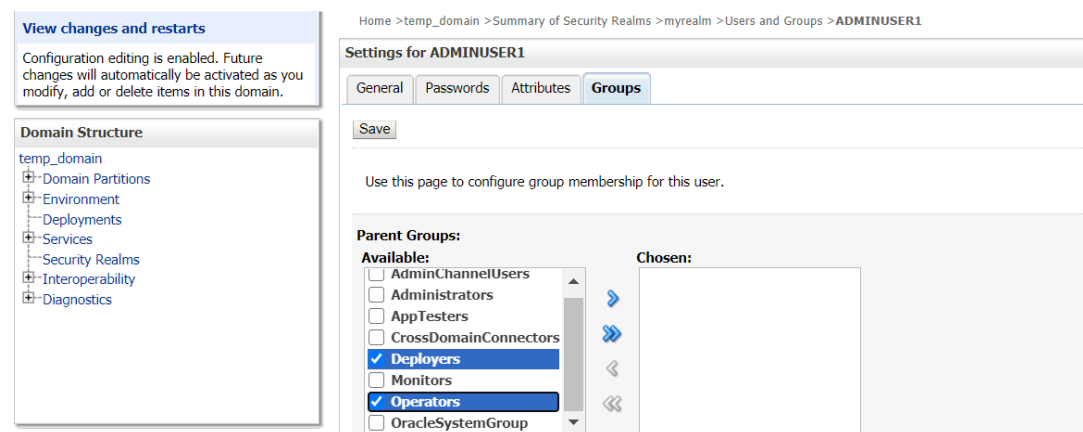 View changes and restarts
Configuration editing is enabled. Future
changes will automatically be activated as you
modify, add or delete items in this domain.
Domain Structure
temp_domain
Domain Partitions
Environment
Deployments
Services
Security Realms
Interoperability
Diagnostics
Home >temp_domain >Summary of Security Realms >myrealm >Users and Groups >ADMINUSER1
Settings for ADMINUSER1
General Passwords Attributes Groups
Save
Use this page to configure group membership for this user.
Parent Groups:
Available:
AdminChannelUsers
Administrators
AppTesters
CrossDomainConnectors
Deployers
Monitors
Operators
OracleSystemGroup
Chosen: